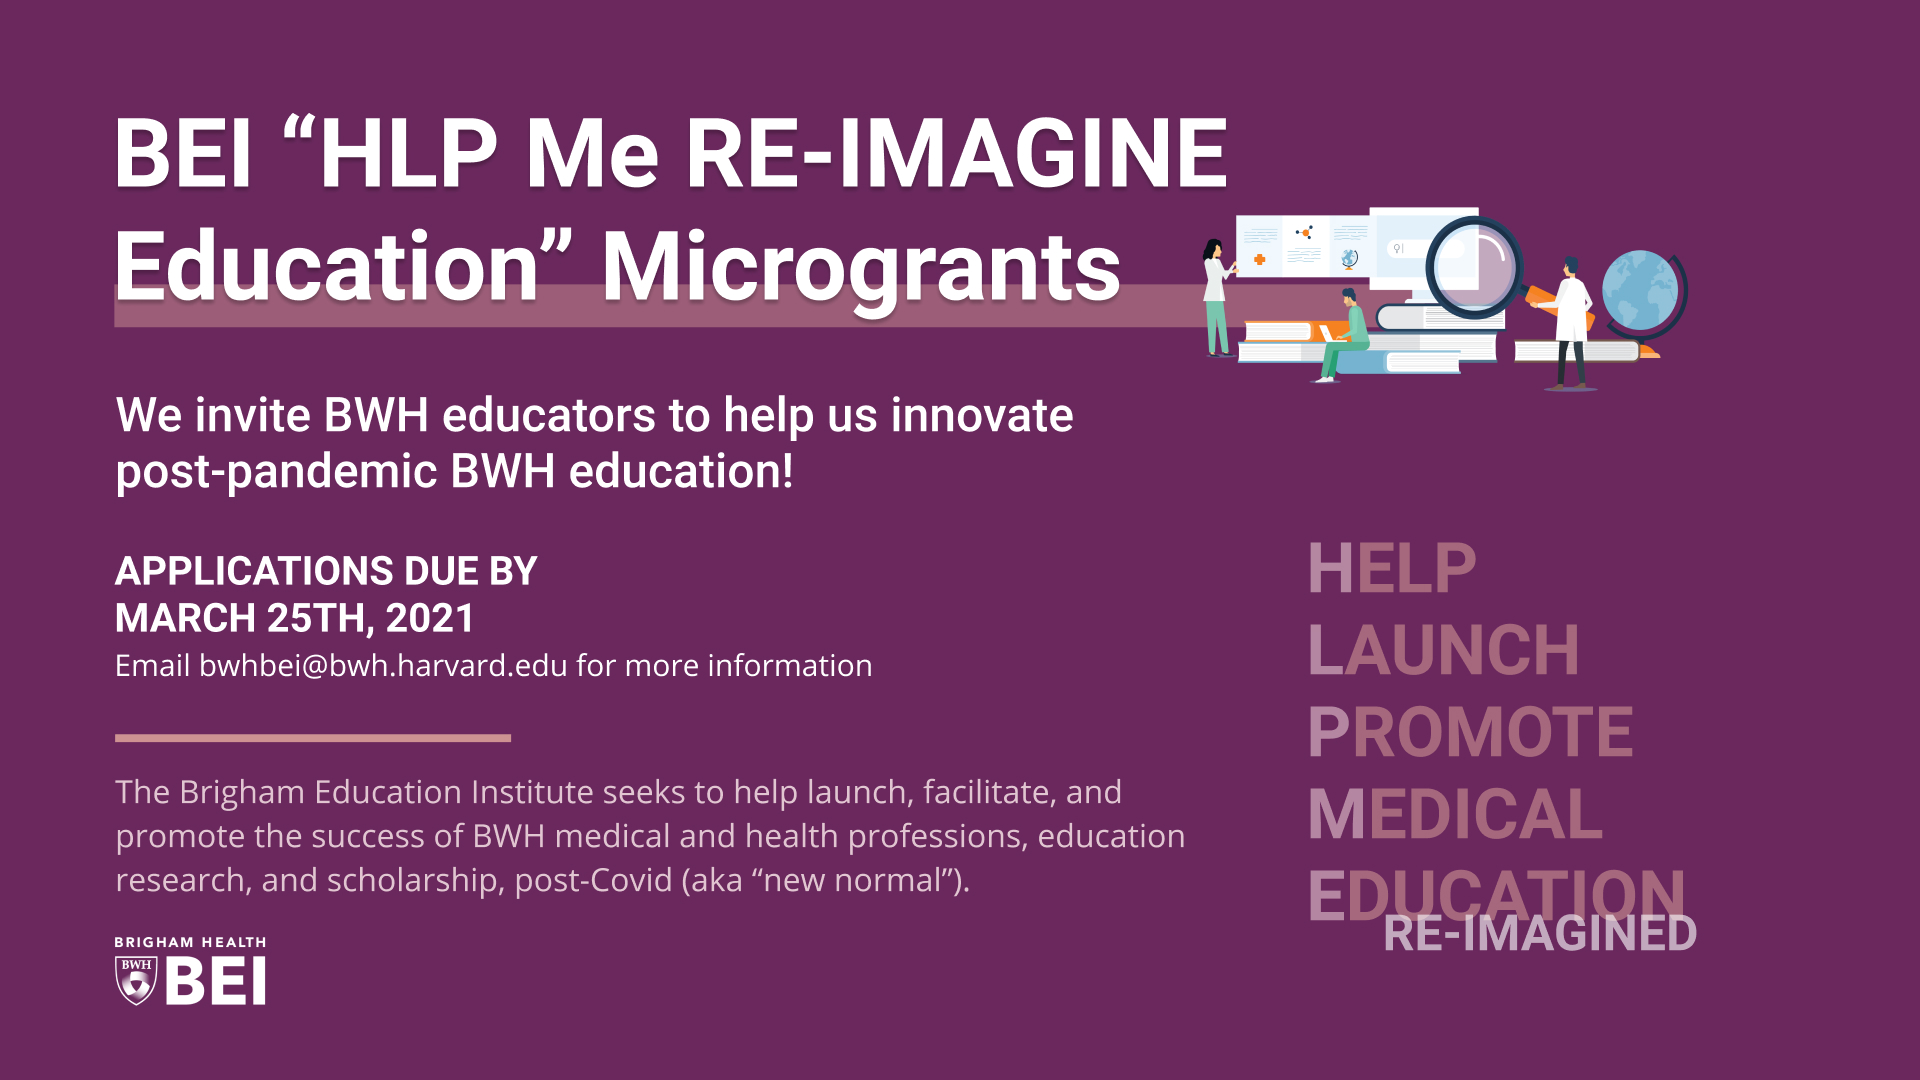 BEI “HLP Me RE-IMAGINE
Education” Microgrants
We invite BWH educators to help us innovate
post-pandemic BWH education!
APPLICATIONS DUE BY
MARCH 25TH, 2021
Email bwhbei@bwh.harvard.edu for more information
The Brigham Education Institute seeks to help launch, facilitate, and
promote the success of BWH medical and health professions, education
research, and scholarship, post-Covid (aka “new normal”).
HELP
LAUNCH
PROMOTE
MEDICAL
EDUCATION
RE-IMAGINED
BRIGHAM HEALTH
BWH
BEI